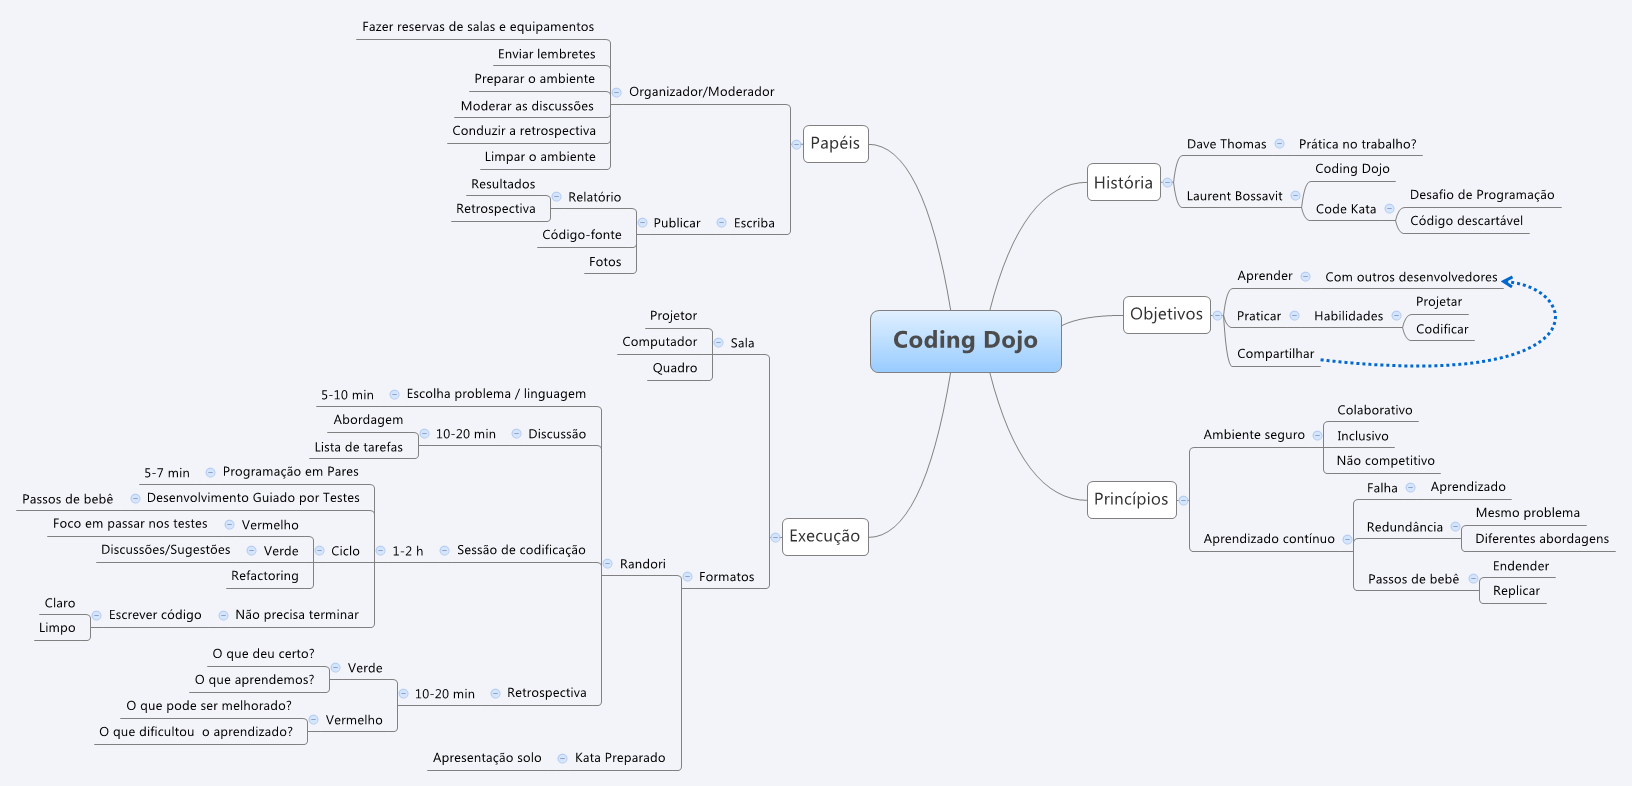 Coding Dojo
Papéis
Organizador/Moderador
Fazer reservas de salas e equipamentos
Enviar lembretes
Preparar o ambiente
Moderar as discussões
Conduzir a retrospectiva
Limpar o ambiente
Escriba
Publicar
Relatório
Resultados
Retrospectiva
Código-fonte
Fotos
História
Dave Thomas
Prática no trabalho?
Laurent Bossavit
Coding Dojo
Code Kata
Desafio de Programação
Código descartável
Objetivos
Aprender
Com outros desenvolvedores
Praticar
Habilidades
Projetar
Codificar
Compartilhar
Princípios
Ambiente seguro
Colaborativo
Inclusivo
Não competitivo
Aprendizado contínuo
Falha
Aprendizado
Redundância
Mesmo problema
Diferentes abordagens
Passos de bebê
Endender
Replicar
Execução
Sala
Projetor
Computador
Quadro
Formatos
Randori
Escolha problema / linguagem
5-10 min
Discussão
10-20 min
Abordagem
Lista de tarefas
Sessão de codificação
1-2 h
Programação em Pares
5-7 min
Desenvolvimento Guiado por Testes
Passos de bebê
Ciclo
Vermelho
Foco em passar nos testes
Verde
Discussões/Sugestões
Refactoring
Não precisa terminar
Escrever código
Claro
Limpo
Retrospectiva
10-20 min
Verde
O que deu certo?
O que aprendemos?
Vermelho
O que pode ser melhorado?
O que dificultou  o aprendizado?
Kata Preparado
Apresentação solo